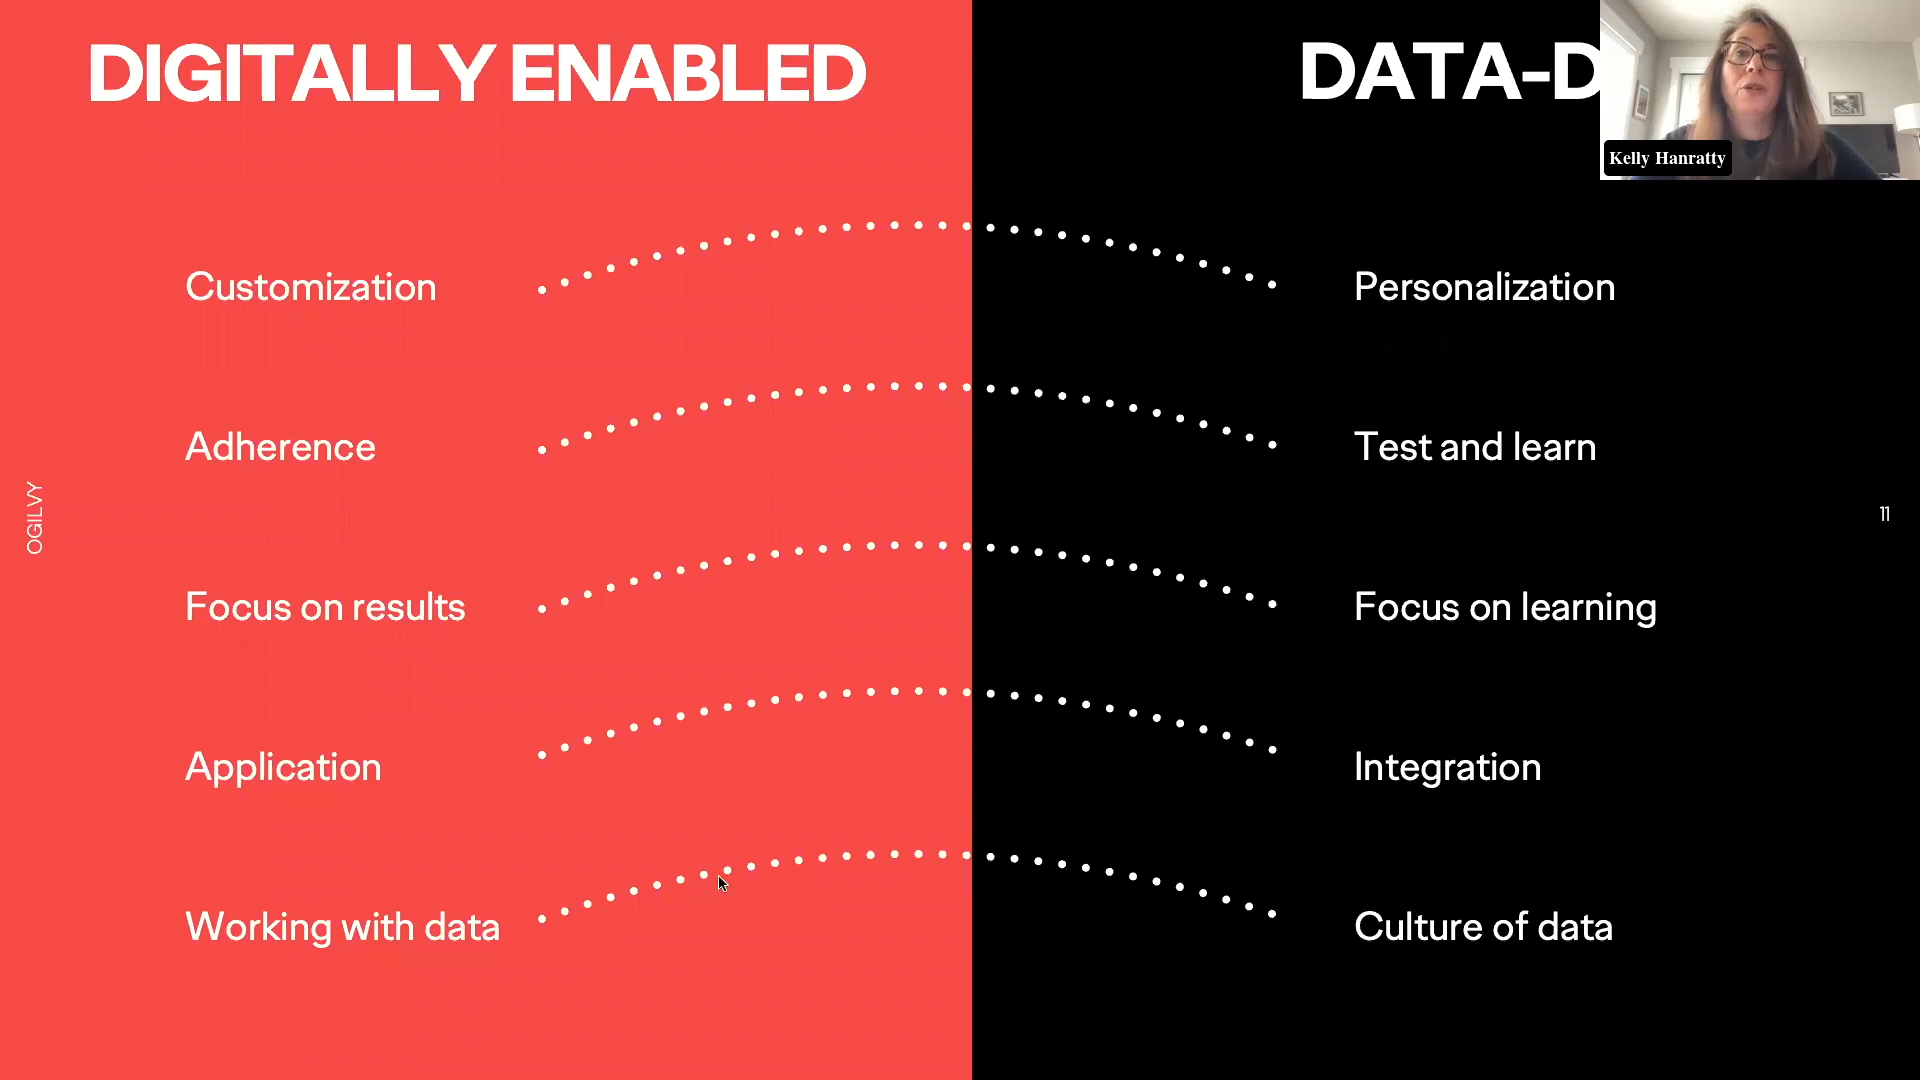 DIGITALLY ENABLED
DATA-D
Kelly Hanratty
Customization
Personalization
Adherence
Test and learn
OGILVY
11
Focus on results
Focus on learning
Application
Integration
Working with data
Culture of data